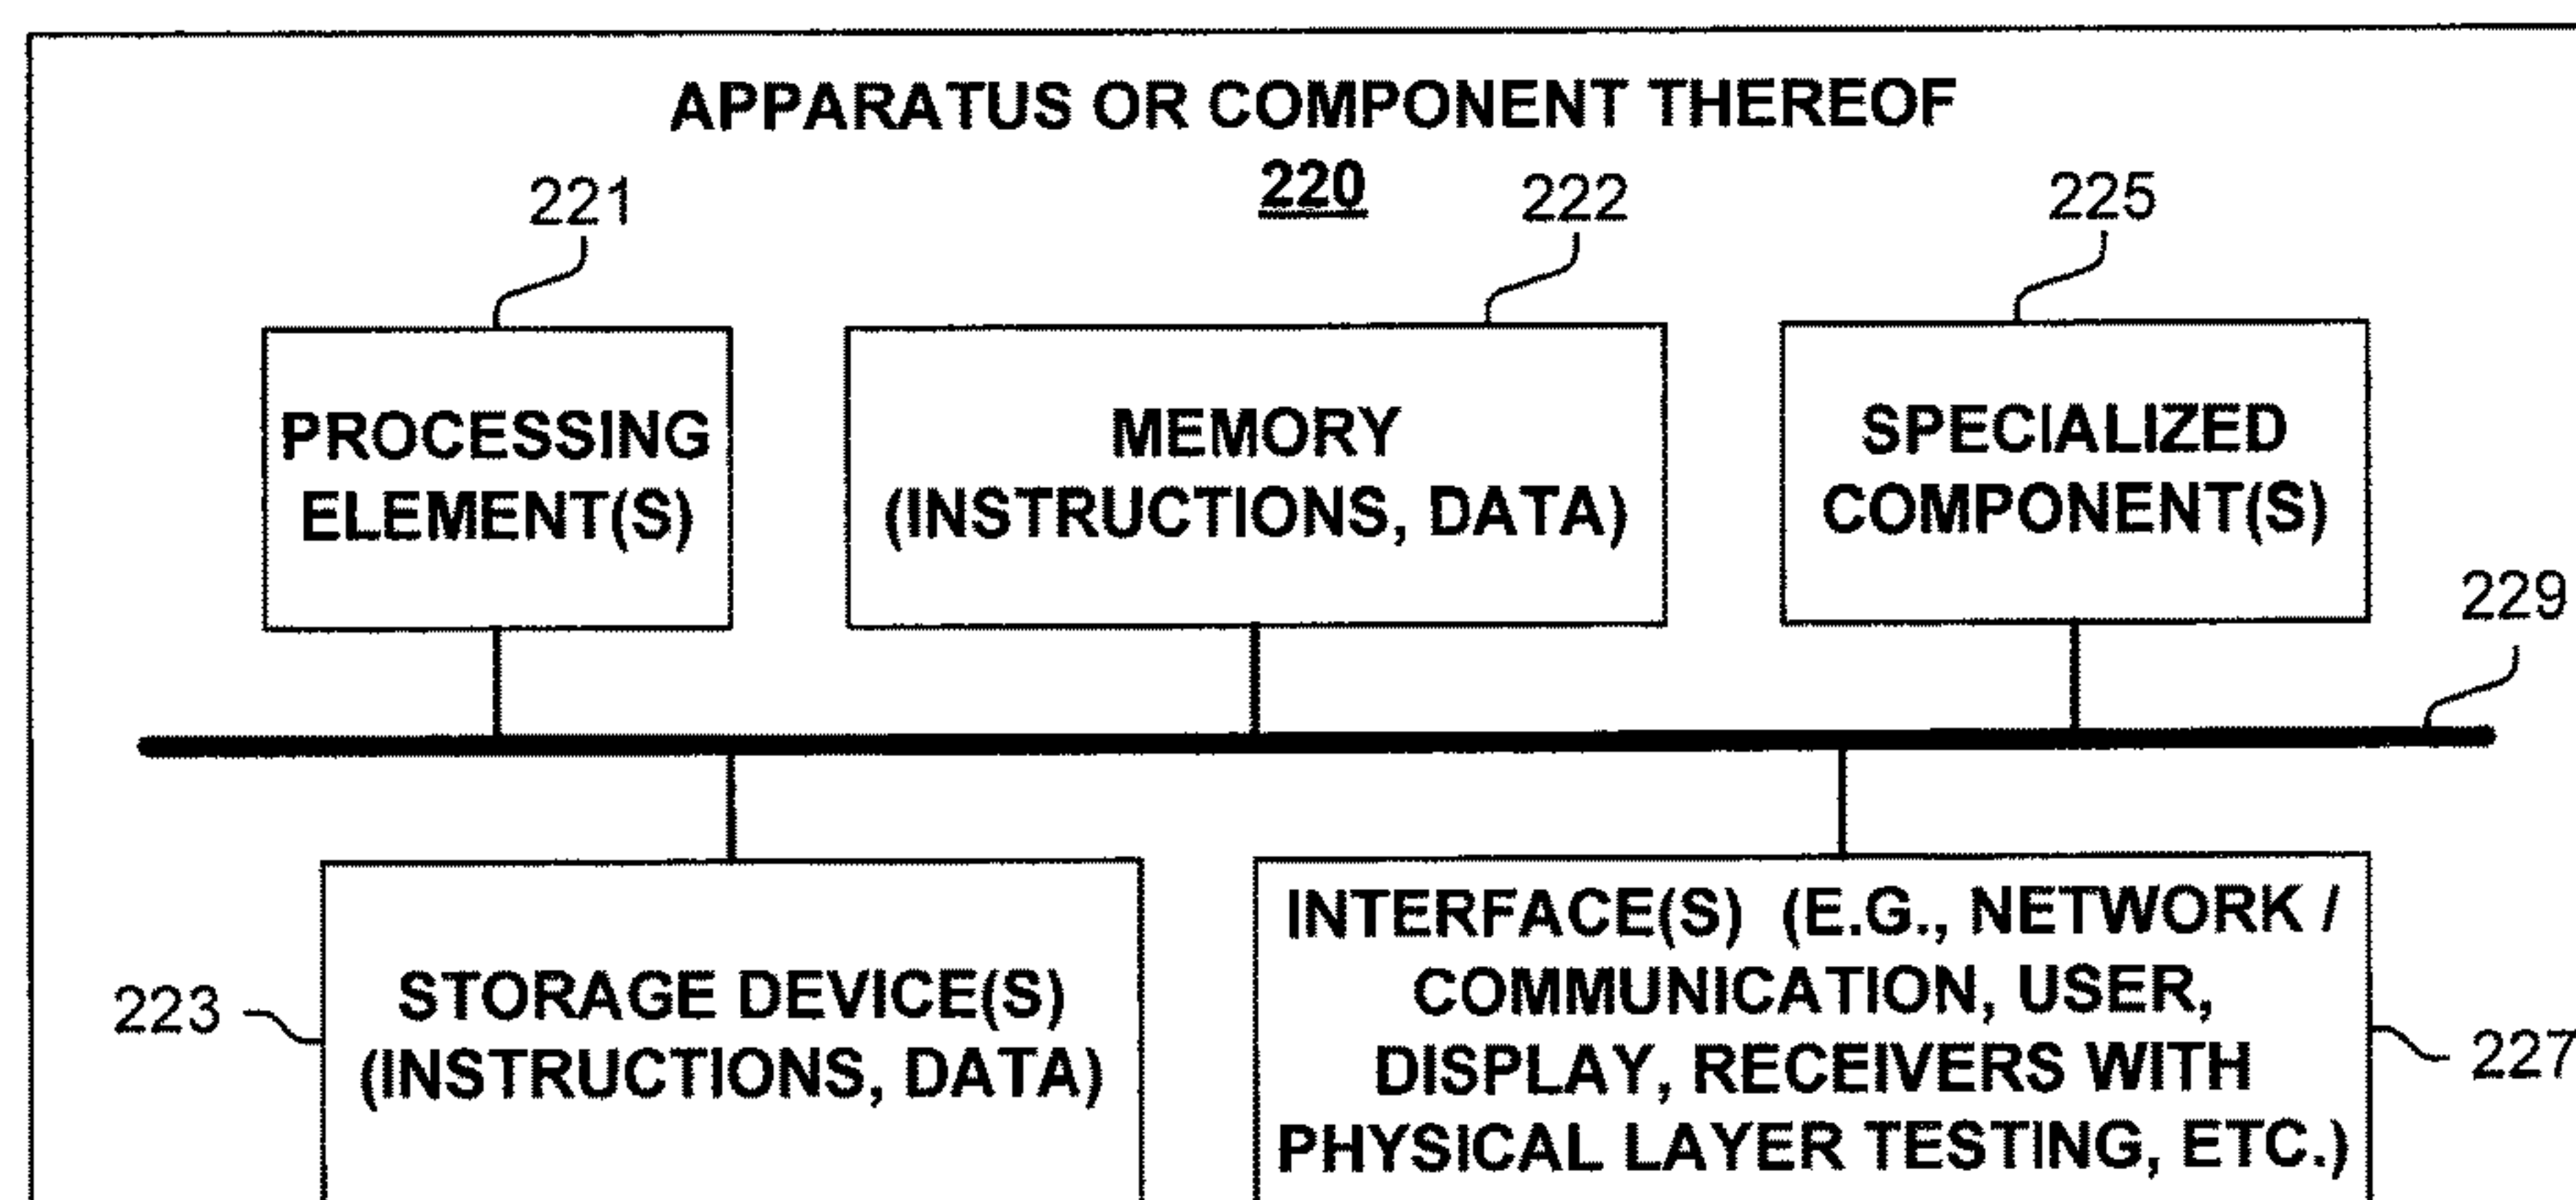 APPARATUS OR COMPONENT THEREOF
220
221
222
225
PROCESSING
ELEMENT(S)
MEMORY
(INSTRUCTIONS, DATA)
SPECIALIZED
COMPONENT(S)
229
223
STORAGE DEVICE(S)
(INSTRUCTIONS, DATA)
INTERFACE(S) (E.G., NETWORK /
COMMUNICATION, USER,
DISPLAY, RECEIVERS WITH
PHYSICAL LAYER TESTING, ETC.)
227